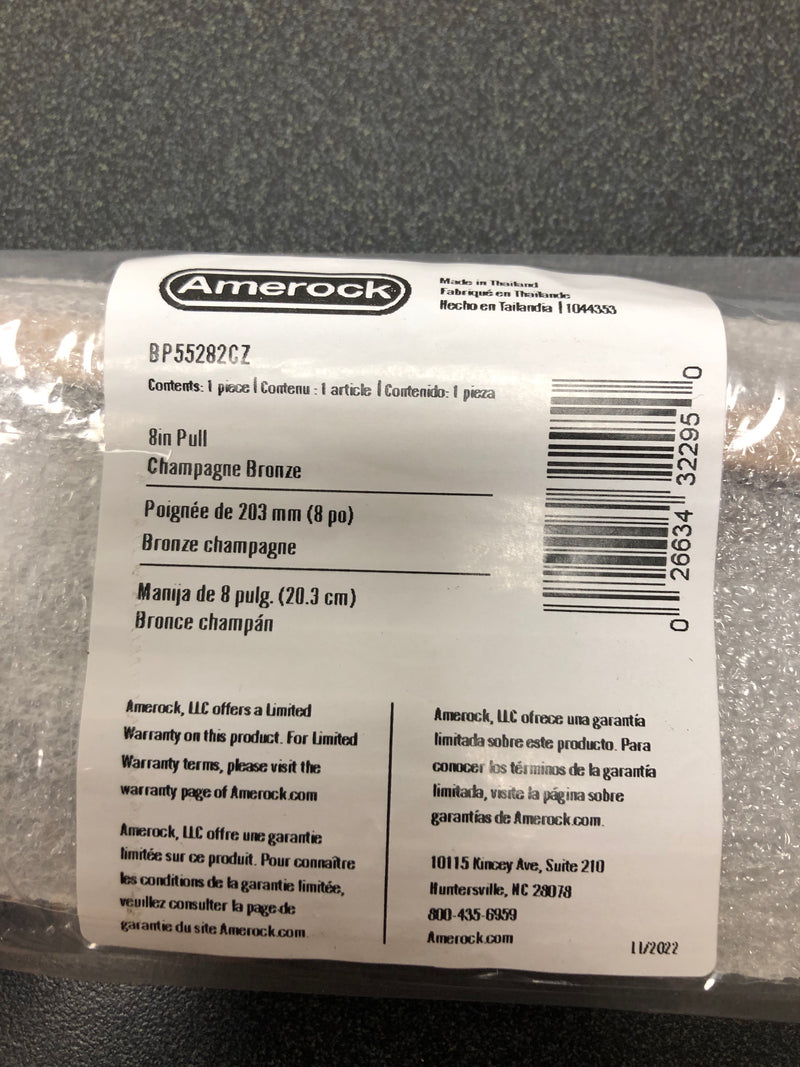 Amerock
Made in Thailand
Fabriqué en Thaïlande
Hecho en Tailandia | 1044353
BP55282CZ
Contents: 1 piece | Contenu : 1 article | Contenido: 1 pieza
8in Pull
Champagne Bronze
Poignée de 203 mm (8 po)
Bronze champagne
Manija de 8 pulg. (20.3 cm)
Bronce champán
0 26634 32295 0
Amerock, LLC offers a Limited
Warranty on this product. For Limited
Warranty terms, please visit the
warranty page of Amerock.com
Amerock, LLC offre une garantie
limitée sur ce produit. Pour connaître
les conditions de la garantie limitée,
veuillez consulter la page de
garantie du site Amerock.com
Amerock, LLC ofrece una garantía
limitada sobre este producto. Para
conocer los términos de la garantía
limitada, visite la página sobre
garantías de Amerock.com.
10115 Kincey Ave, Suite 210
Huntersville, NC 28078
800-435-6959
Amerock.com
11/2022